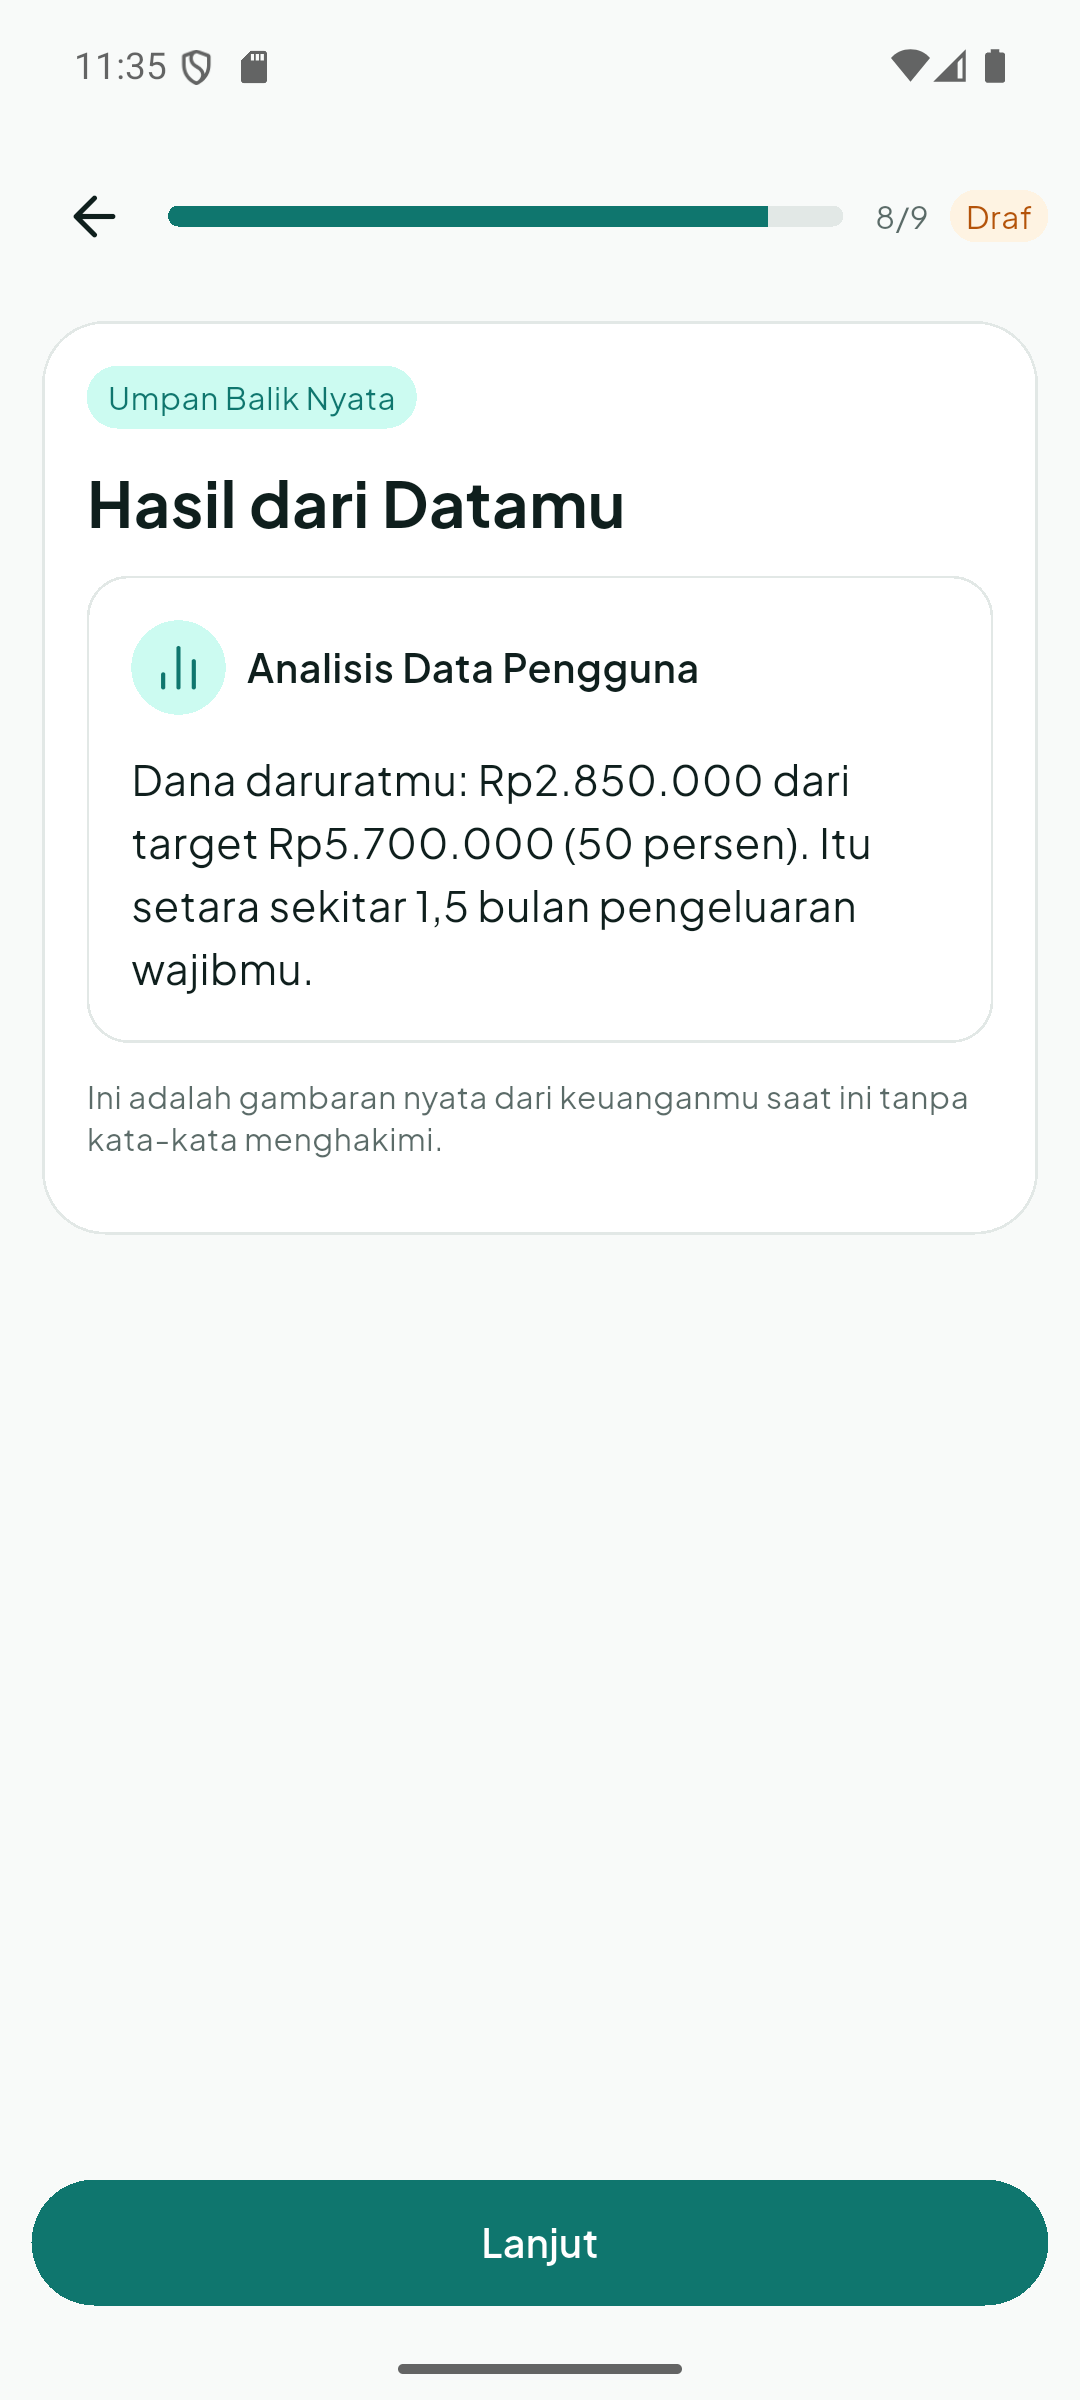 11:35
8/9
Draf
Umpan Balik Nyata
Hasil dari Datamu
Analisis Data Pengguna
Dana daruratmu: Rp2.850.000 dari
target Rp5.700.000 (50 persen). Itu
setara sekitar 1,5 bulan pengeluaran
wajibmu.
Ini adalah gambaran nyata dari keuanganmu saat ini tanpa
kata-kata menghakimi.
Lanjut